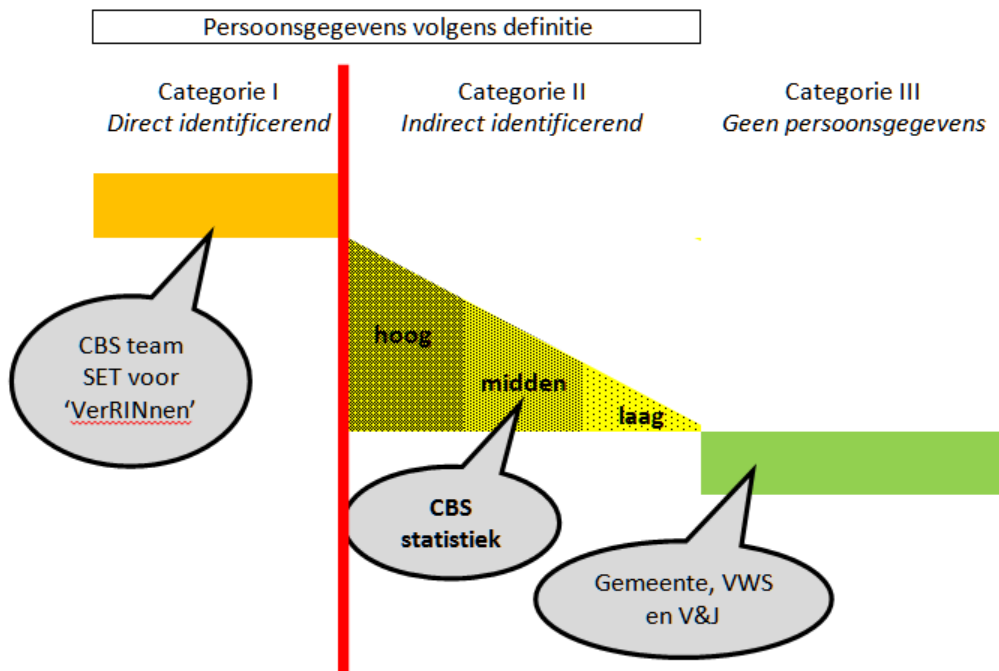 Persoonsgegevens volgens definitie
Categorie I
Direct identificerend
Categorie II
Indirect identificerend
Categorie III
Geen persoonsgegevens
hoog
midden
laag
CBS team
SET voor
‘VerRINnen’
CBS
statistiek
Gemeente, VWS
en V&J